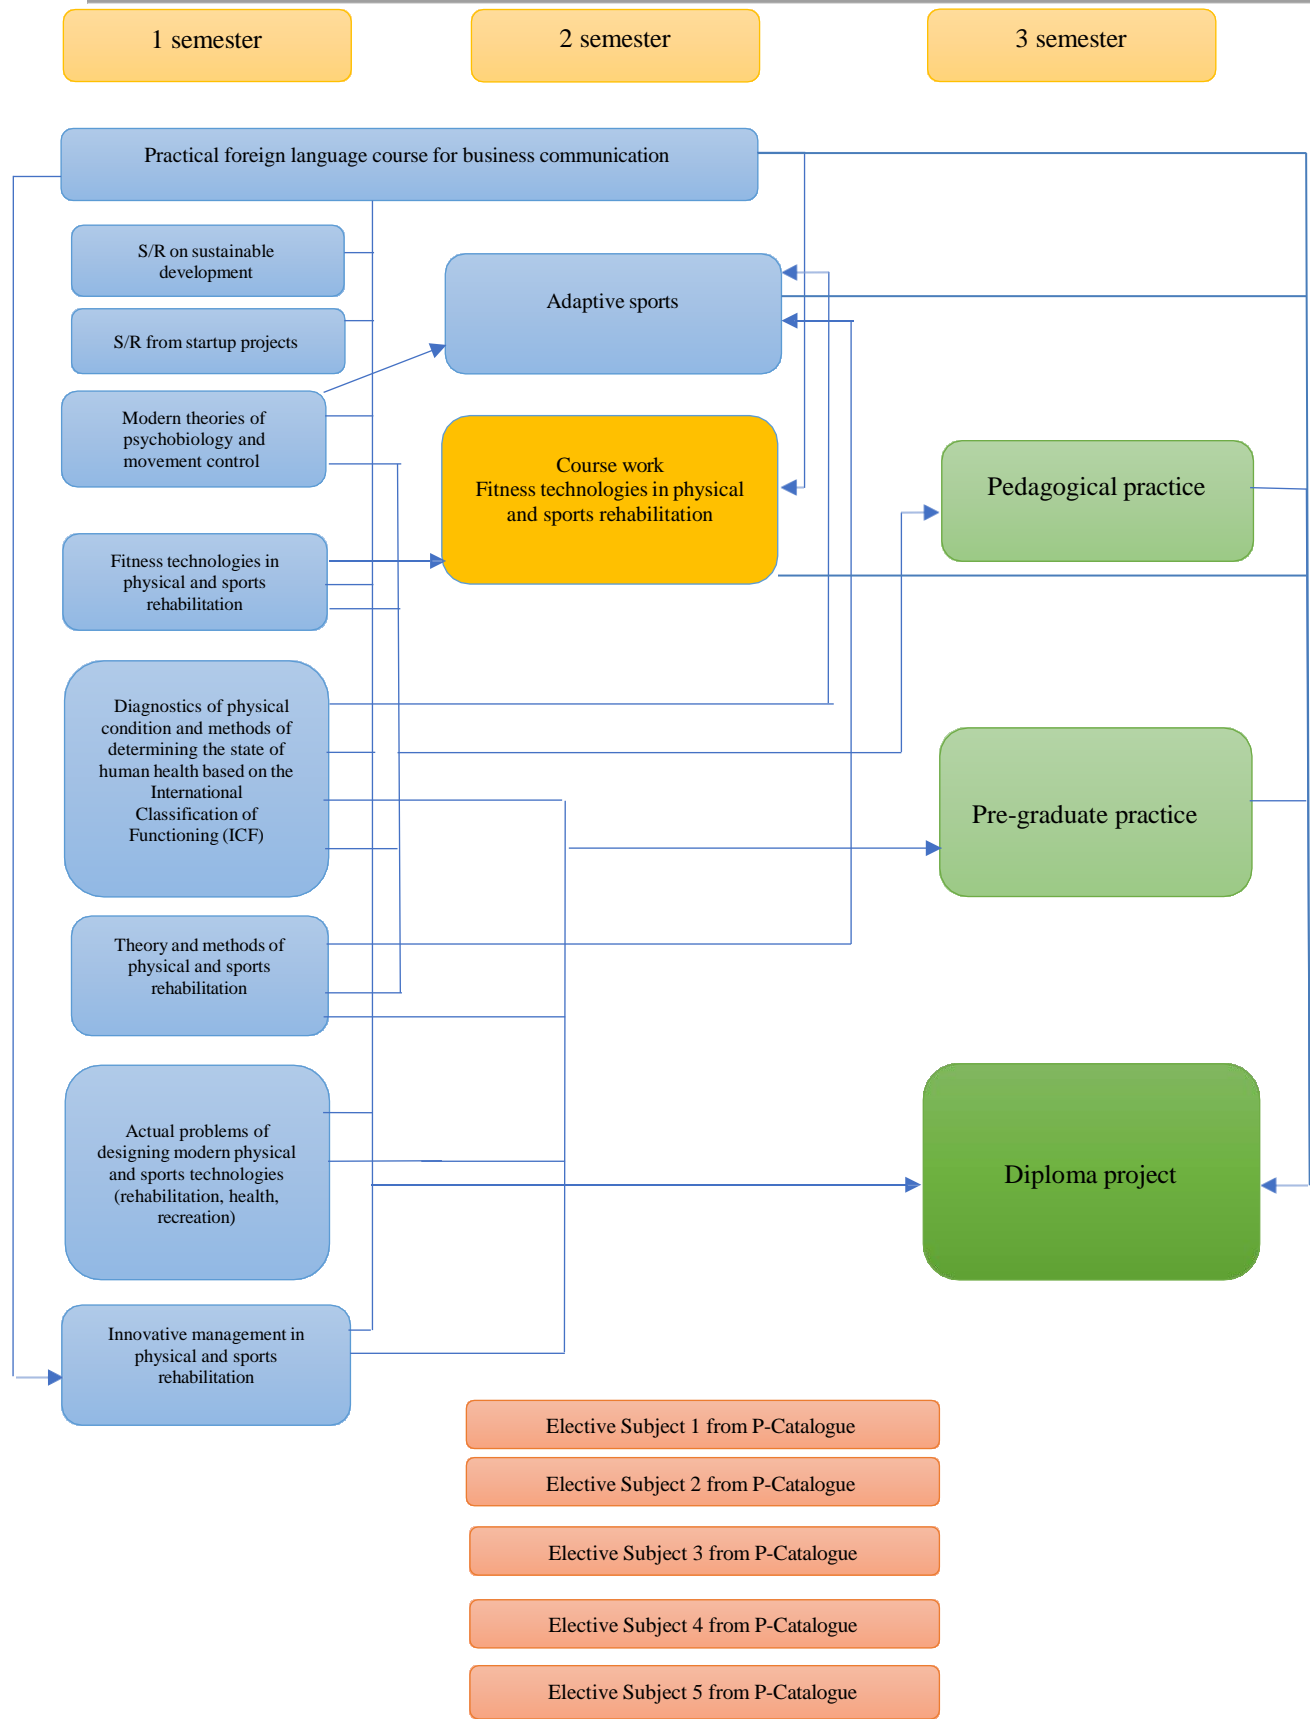 1 semester
2 semester
3 semester
Practical foreign language course for business communication
S/R on sustainable
development
S/R from startup projects
Modern theories of
psychobiology and
movement control
Fitness technologies in
physical and sports
rehabilitation
Diagnostics of physical
condition and methods of
determining the state of
human health based on the
International
Classification of
Functioning (ICF)
Theory and methods of
physical and sports
rehabilitation
Actual problems of
designing modern physical
and sports technologies
(rehabilitation, health,
recreation)
Innovative management in
physical and sports
rehabilitation
Adaptive sports
Course work
Fitness technologies in physical
and sports rehabilitation
Elective Subject 1 from P-Catalogue
Elective Subject 2 from P-Catalogue
Elective Subject 3 from P-Catalogue
Elective Subject 4 from P-Catalogue
Elective Subject 5 from P-Catalogue
Pedagogical practice
Pre-graduate practice
Diploma project